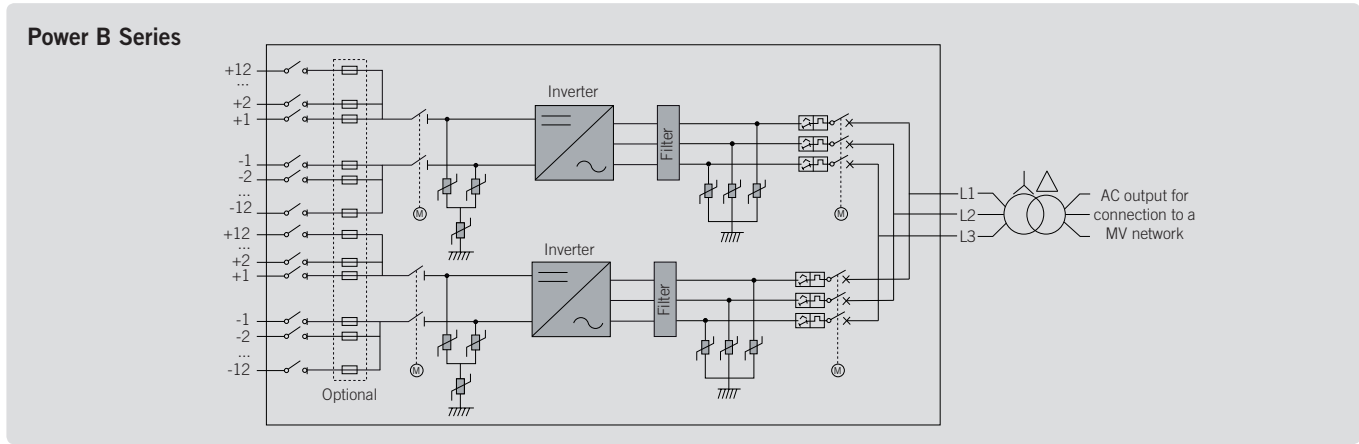 Power B Series
+12
...
+2
+1
-1
-2
...
-12
+12
...
+2
+1
-1
-2
...
-12
Optional
Inverter
Filter
M
M
Inverter
Filter
M
M
L1
L2
L3
AC output for
connection to a
MV network